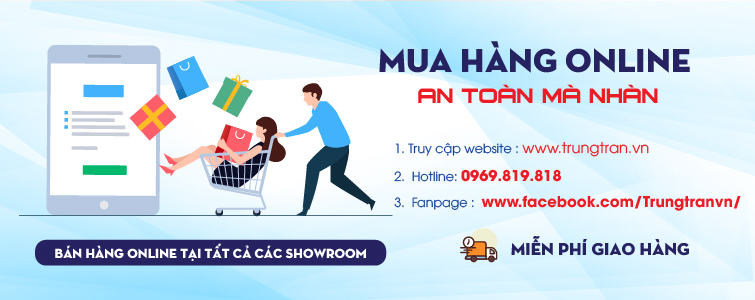 MUA HÀNG ONLINE
AN TOÀN MÀ NHÀN
1. Truy cập website : www.trungtran.vn
2. Hotline: 0969.819.818
3. Fanpage : www.facebook.com/Trungtranvn/
BÁN HÀNG ONLINE TẠI TẤT CẢ CÁC SHOWROOM
MIỄN PHÍ GIAO HÀNG